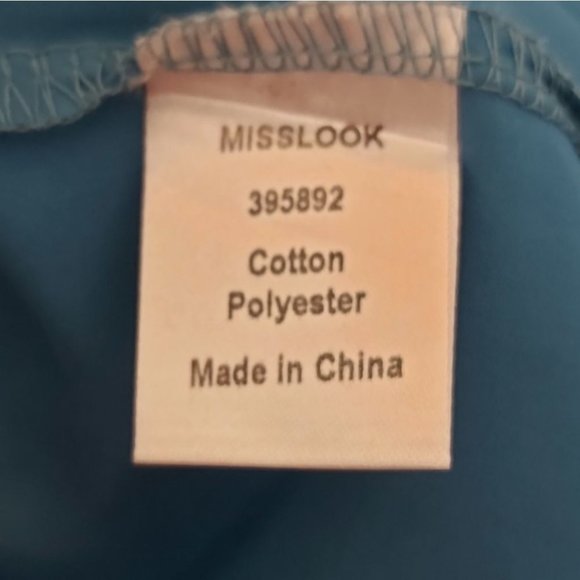 MISSLOOK
395892
Cotton
Polyester
Made in China